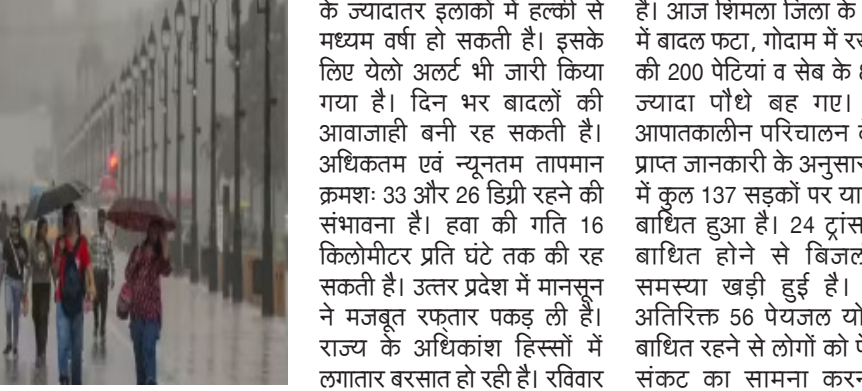 के ज्यादातर इलाकों में हल्की से
मध्यम वर्षा हो सकती है। इसके
लिए येलो अलर्ट भी जारी किया
गया है। दिन भर बादलों की
आवाजाही बनी रह सकती है।
अधिकतम एवं न्यूनतम तापमान
क्रमशः 33 और 26 डिग्री रहने की
संभावना है। हवा की गति 16
किलोमीटर प्रति घंटे तक की रह
सकती है। उत्तर प्रदेश में मानसून
ने मजबूत रफ्तार पकड़ ली है।
राज्य के अधिकांश हिस्सों में
लगातार बरसात हो रही है। रविवार
है। आज शिमला जिला के
में बादल फटा, गोदाम में
की 200 पेटियां व सेब के
ज्यादा पौधे बह गए।
आपातकालीन परिचालन
प्राप्त जानकारी के अनुसार
में कुल 137 सड़कों पर
बाधित हुआ है। 24
बाधित होने से
समस्या खड़ी हुई है।
अतिरिक्त 56 पेयजल
बाधित रहने से लोगों को
संकट का सामना